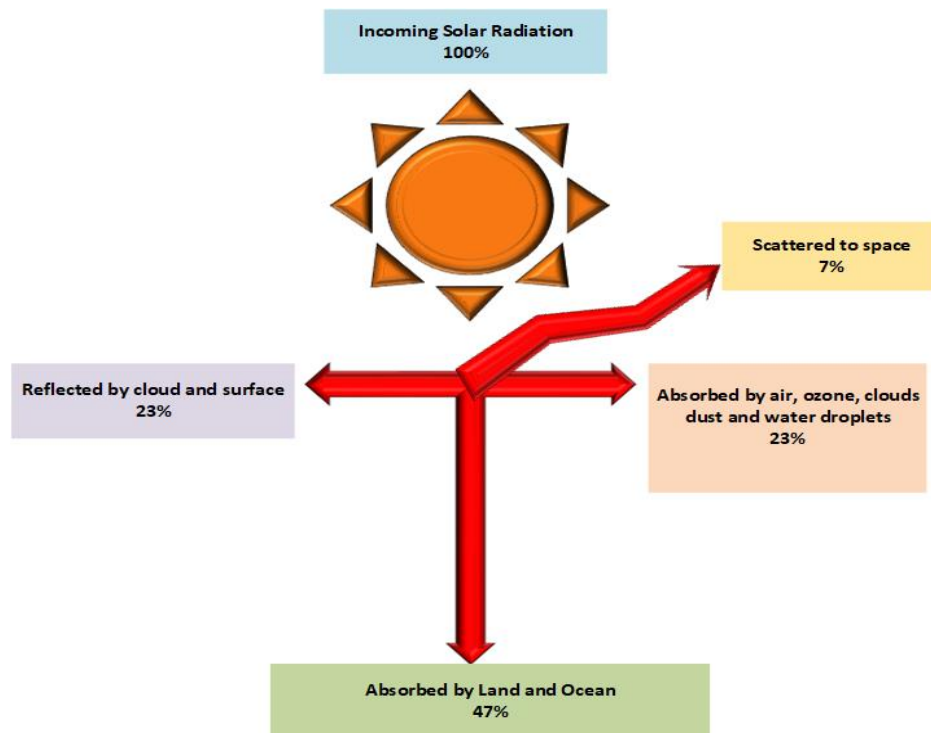 Incoming Solar Radiation
100%
Scattered to space
7%
Reflected by cloud and surface
23%
Absorbed by air, ozone, clouds
dust and water droplets
23%
Absorbed by Land and Ocean
47%